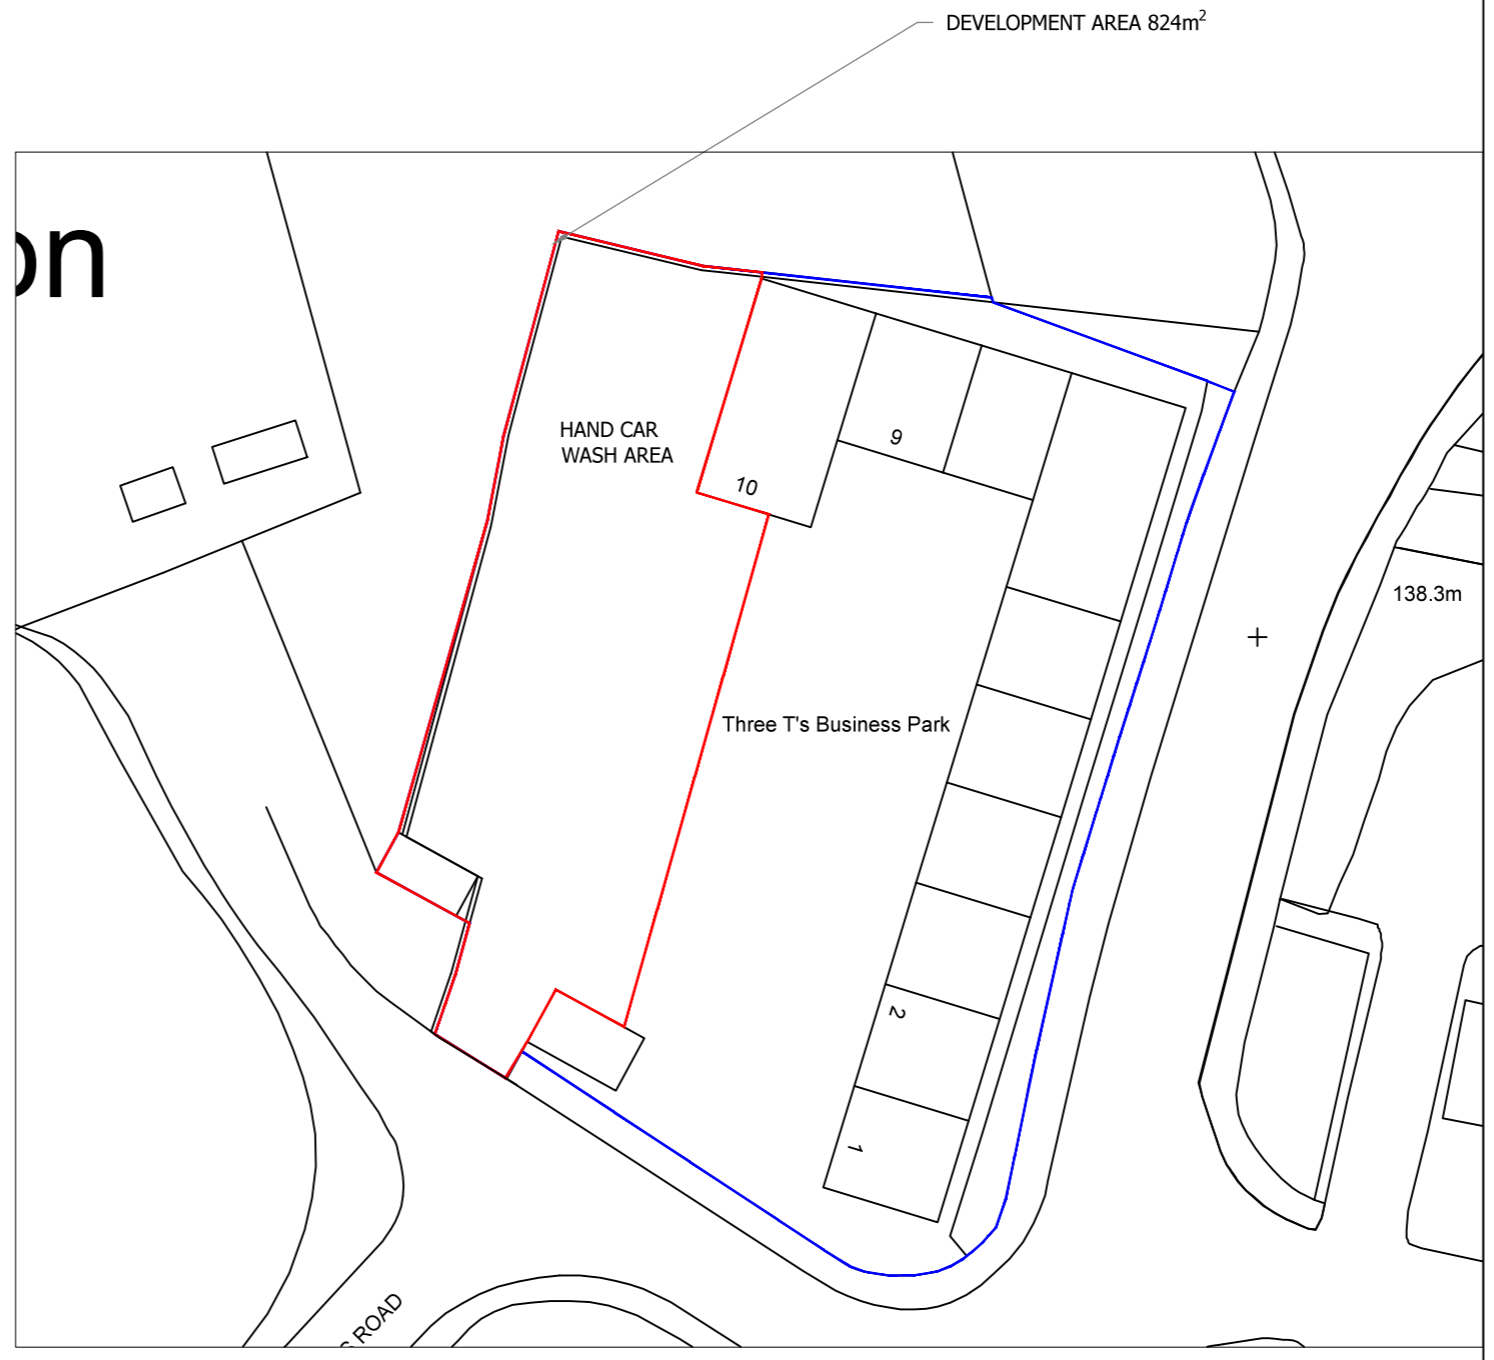 DEVELOPMENT AREA 824m²
on
HAND CAR
WASH AREA
9
10
138.3m
Three T's Business Park
2
1
ROAD